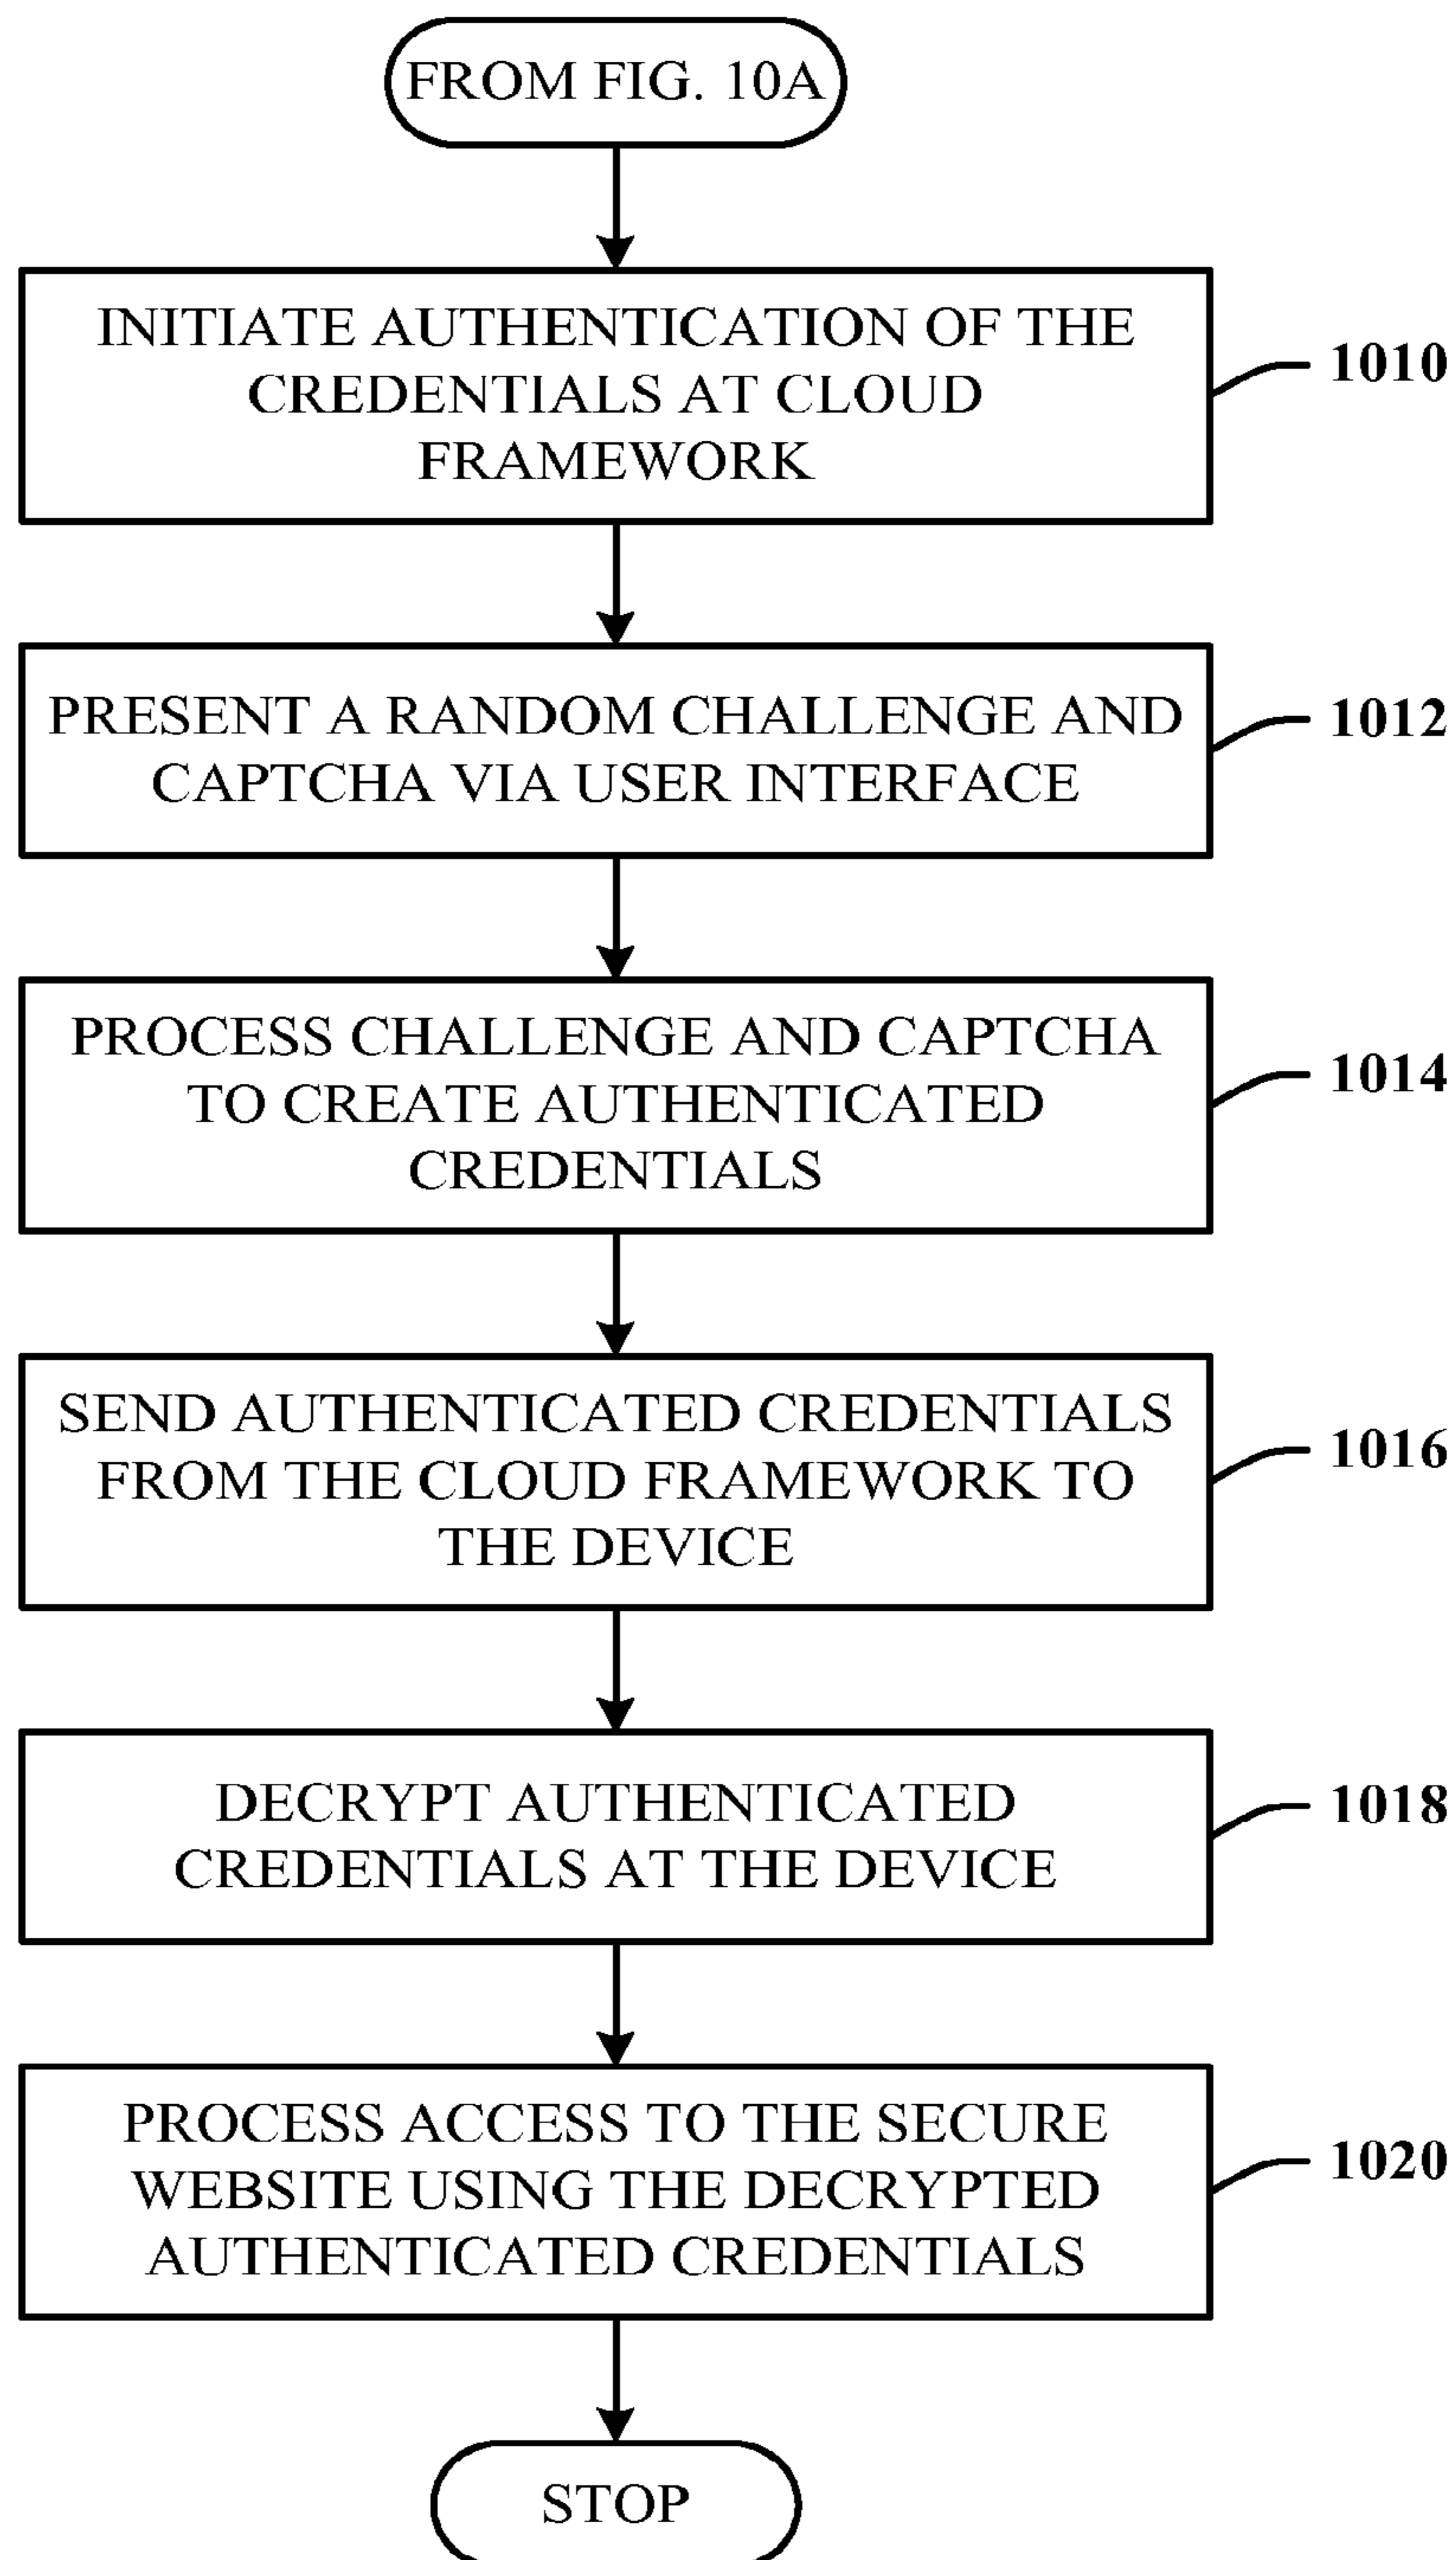 FROM FIG. 10A
INITIATE AUTHENTICATION OF THE
CREDENTIALS AT CLOUD
FRAMEWORK
1010
PRESENT A RANDOM CHALLENGE AND
CAPTCHA VIA USER INTERFACE
1012
PROCESS CHALLENGE AND CAPTCHA
TO CREATE AUTHENTICATED
CREDENTIALS
1014
SEND AUTHENTICATED CREDENTIALS
FROM THE CLOUD FRAMEWORK TO
THE DEVICE
1016
DECRYPT AUTHENTICATED
CREDENTIALS AT THE DEVICE
1018
PROCESS ACCESS TO THE SECURE
WEBSITE USING THE DECRYPTED
AUTHENTICATED CREDENTIALS
1020
STOP